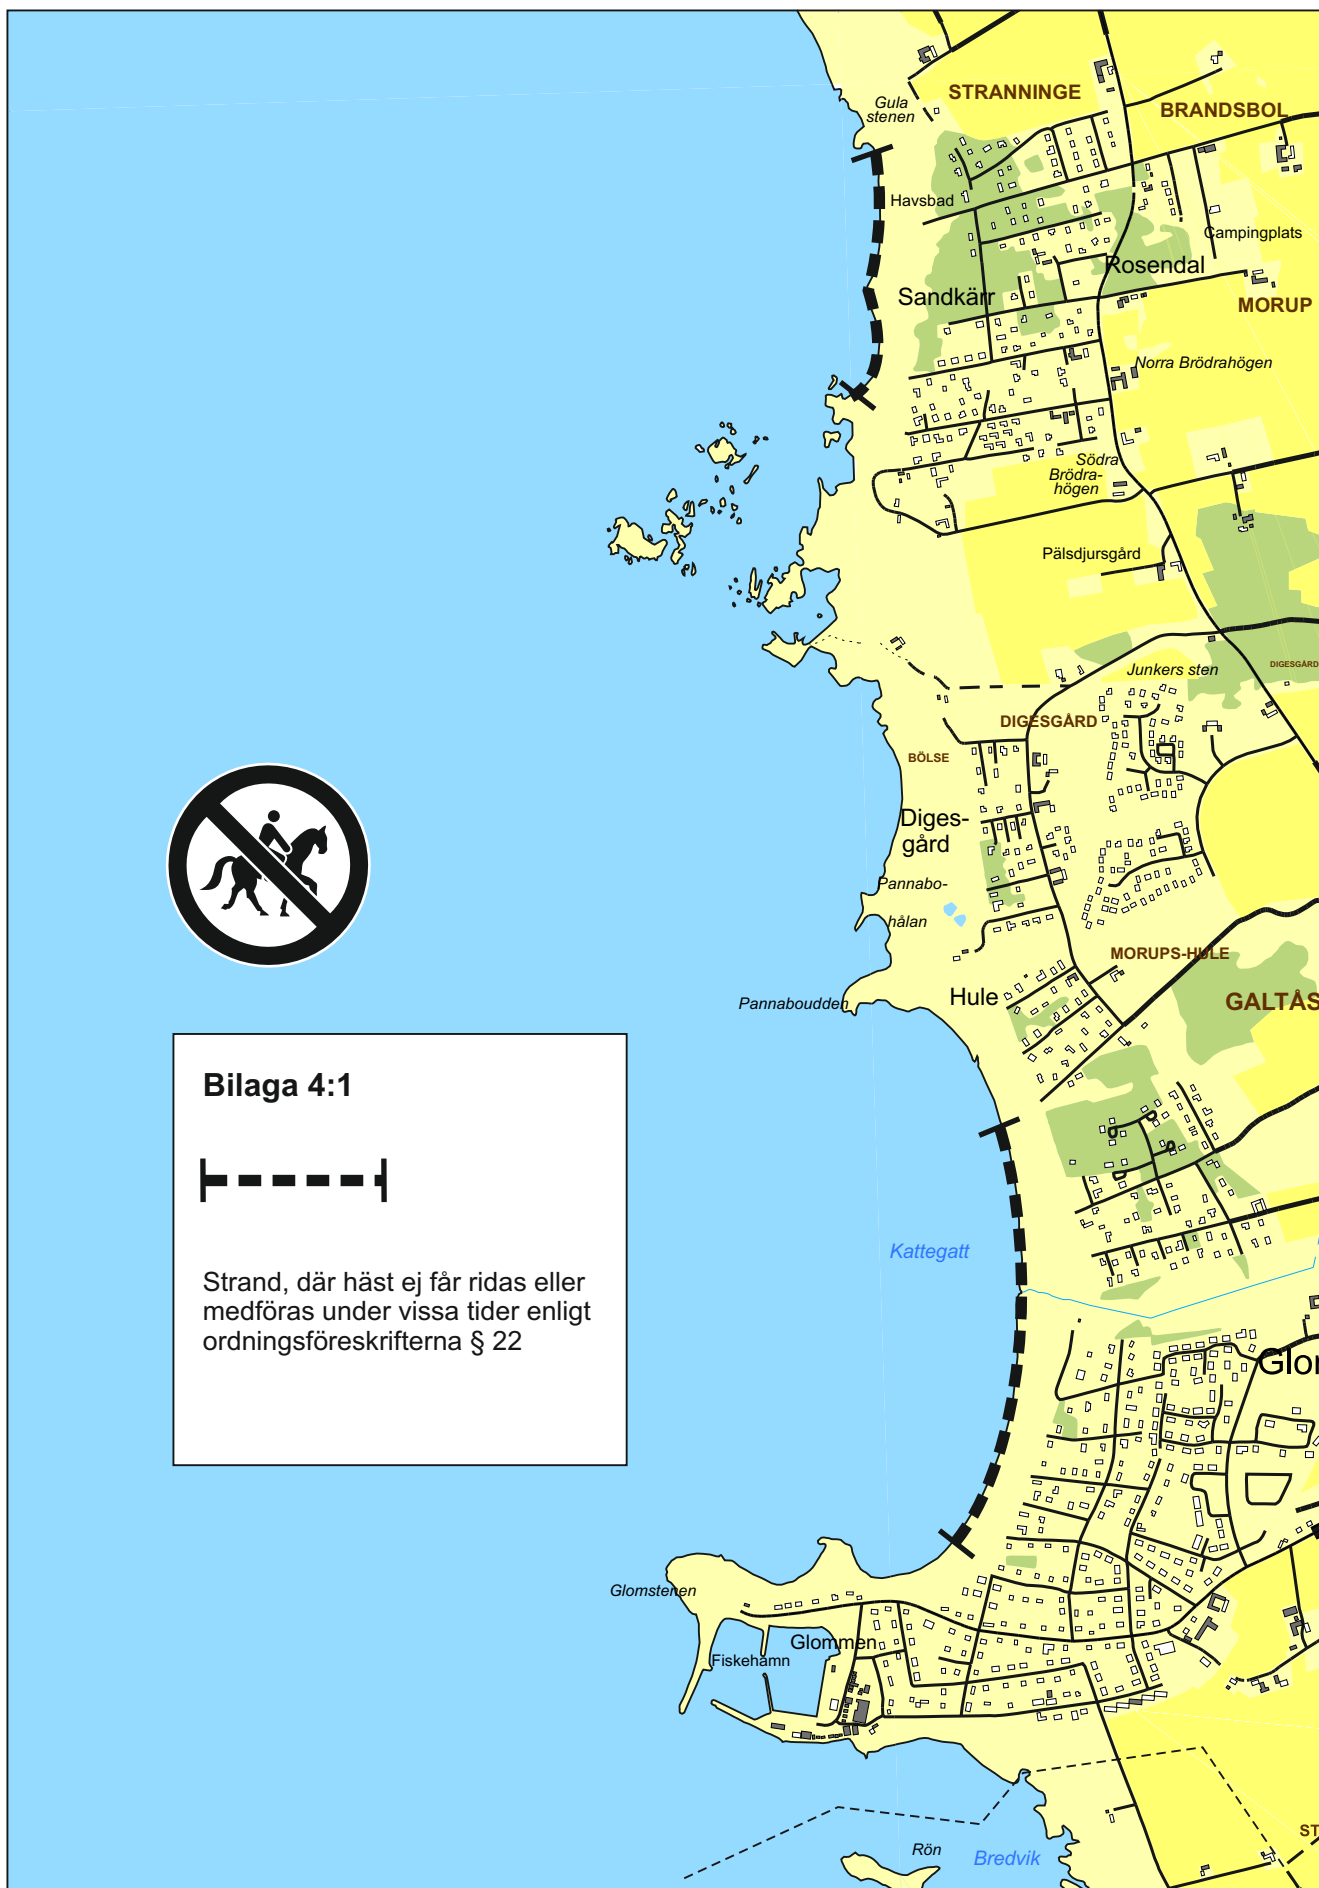 STRANNINGE
Gula
stenen
BRANDSBOL
Havsbad
Campingplats
Rosendal
Sandkärr
MORUP
Norra Brödrahögen
Södra
Brödra-
högen
Pälsdjursgård
Junkers sten
DIGESGÅRD
DIGESGÅRD
BÖLSE
Diges-
gård
Pannabo-
hålan
MORUPS-HULE
Hule
Pannaboudden
GALTÅS
Bilaga 4:1
Strand, där häst ej får ridas eller
medföras under vissa tider enligt
ordningsföreskrifterna § 22
Kattegatt
Glom
Glomstenen
Glommen
Fiskehamn
ST
Rön
Bredvik